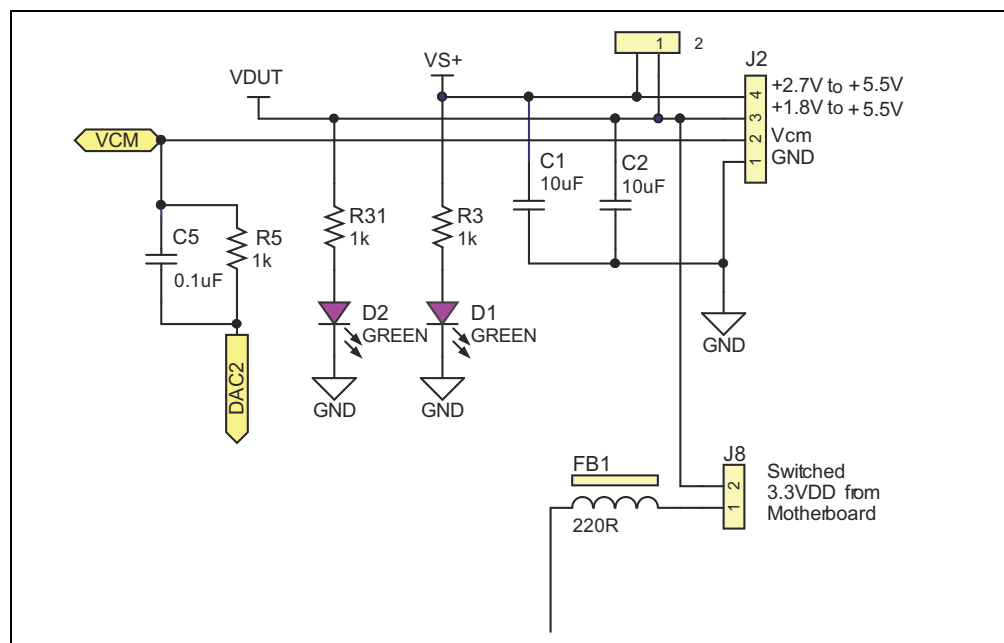 1 2
J2
VS+
VDUT
4 +2.7V to +5.5V
3 +1.8V to +5.5V
2 Vcm
1 GND
VCM
C1
10uF
C2
10uF
R31
1k
R3
1k
C5
0.1uF
R5
1k
D2
GREEN
D1
GREEN
GND
GND
GND
DAC2
J8
FB1
220R
2
1
Switched
3.3VDD from
Motherboard